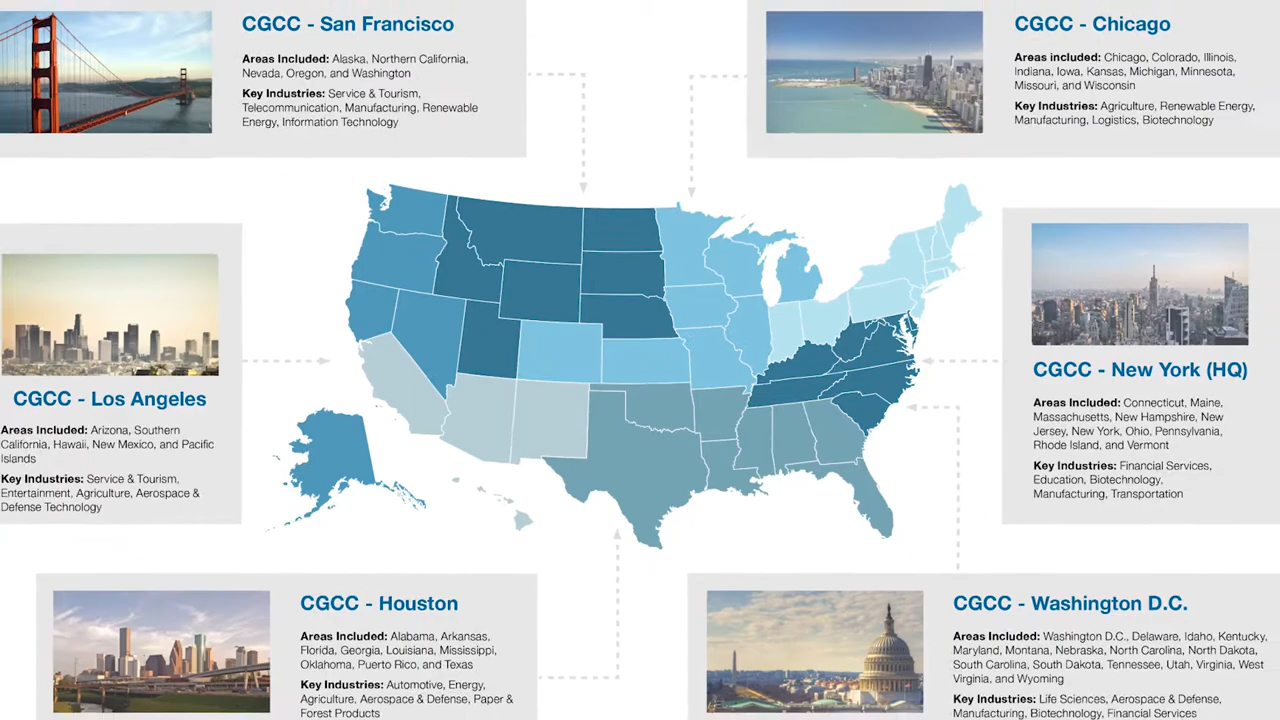 CGCC - San Francisco
Areas Included: Alaska, Northern California,
Nevada, Oregon, and Washington
Key Industries: Service & Tourism,
Telecommunication, Manufacturing, Renewable
Energy, Information Technology
CGCC - Chicago
Areas included: Chicago, Colorado, Illinois,
Indiana, Iowa, Kansas, Michigan, Minnesota,
Missouri, and Wisconsin
Key Industries: Agriculture, Renewable Energy,
Manufacturing, Logistics, Biotechnology
CGCC - Los Angeles
Areas Included: Arizona, Southern
California, Hawaii, New Mexico, and Pacific
Islands
Key Industries: Service & Tourism,
Entertainment, Agriculture, Aerospace &
Defense Technology
CGCC - New York (HQ)
Areas Included: Connecticut, Maine,
Massachusetts, New Hampshire, New
Jersey, New York, Ohio, Pennsylvania,
Rhode Island, and Vermont
Key Industries: Financial Services,
Education, Biotechnology,
Manufacturing, Transportation
CGCC - Houston
Areas Included: Alabama, Arkansas,
Florida, Georgia, Louisiana, Mississippi,
Oklahoma, Puerto Rico, and Texas
Key Industries: Automotive, Energy,
Agriculture, Aerospace & Defense, Paper &
Forest Products
CGCC - Washington D.C.
Areas Included: Washington D.C., Delaware, Idaho, Kentucky,
Maryland, Montana, Nebraska, North Carolina, North Dakota,
South Carolina, South Dakota, Tennessee, Utah, Virginia, West
Virginia, and Wyoming
Key Industries: Life Sciences, Aerospace & Defense,
Manufacturing, Biotechnology, Financial Services